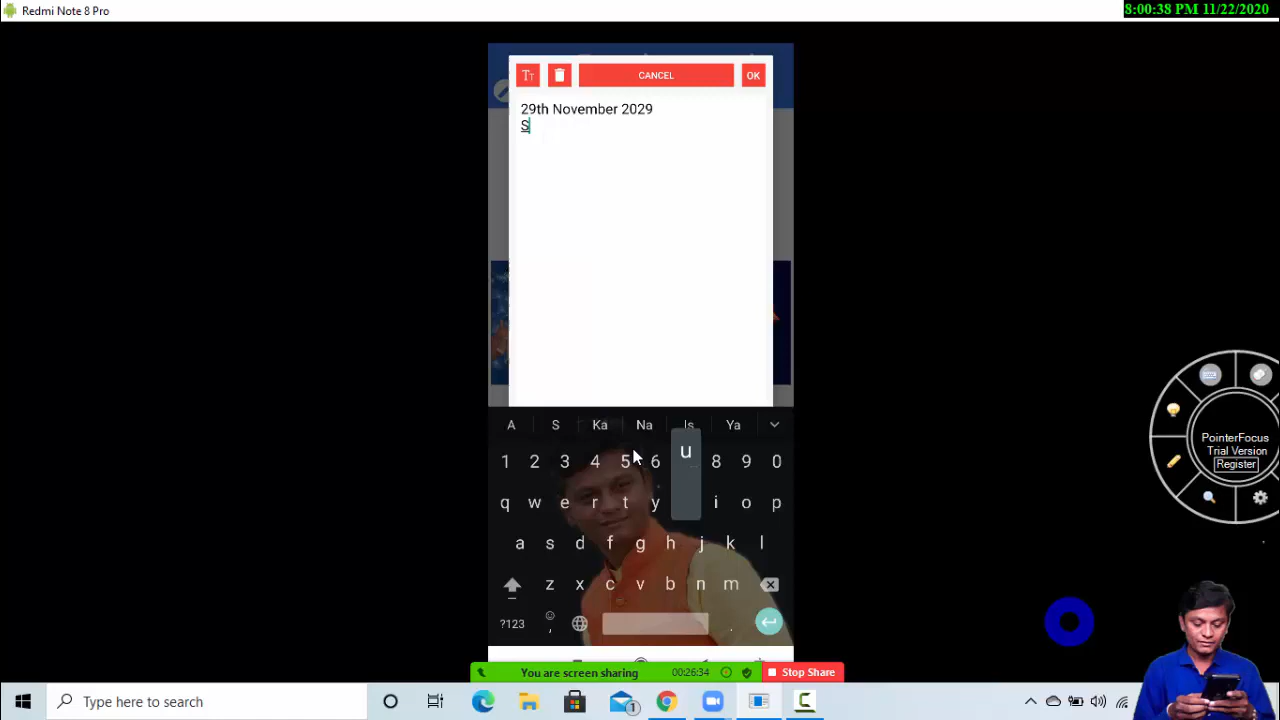 Redmi Note 8 Pro
8:00:38 PM 11/22/2020
TT
CANCEL
OK
29th November 2029
S
A S Ka Na Is Ya
1 2 3 4 5 6 u 8 9 0
q w e r t y i o p
a s d f g h j k l
z x c v b n m
?123 , .
PointerFocus
Trial Version
Register
You are screen sharing 00:26:34 Stop Share
Type here to search
1